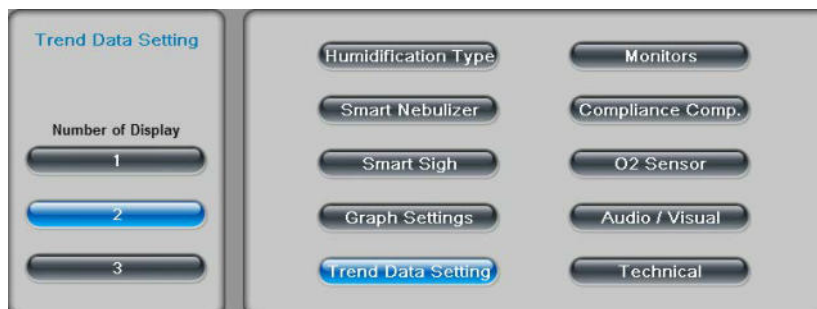 Trend Data Setting
Number of Display
1
2
3
Humidification Type
Monitors
Smart Nebulizer
Compliance Comp.
Smart Sigh
O2 Sensor
Graph Settings
Audio / Visual
Trend Data Setting
Technical